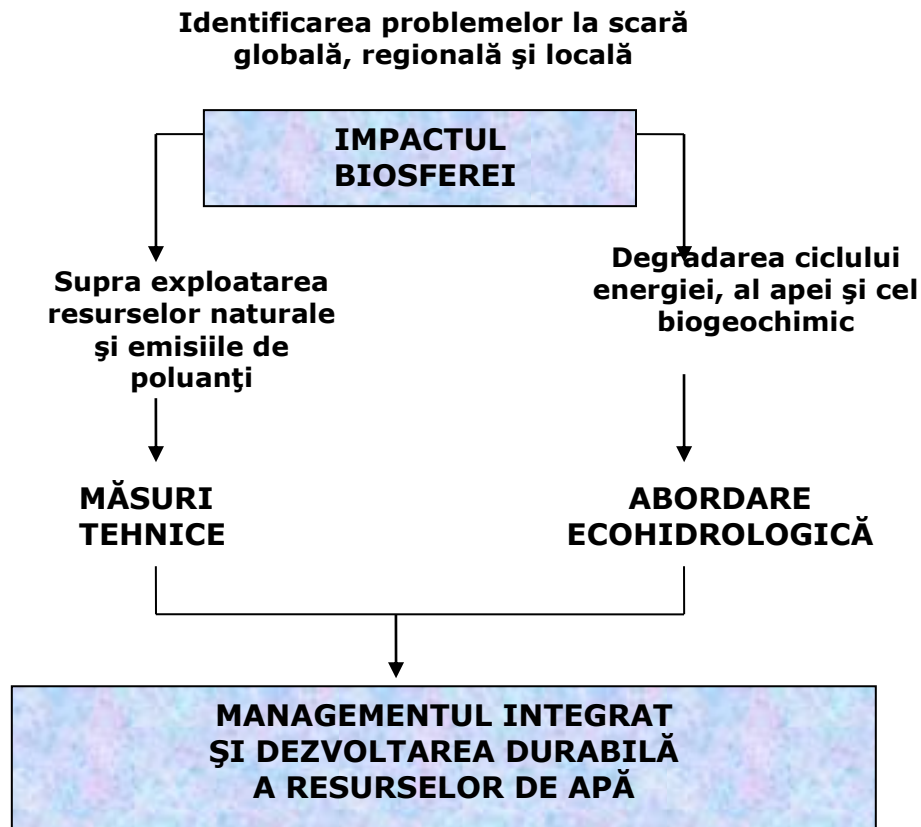 Identificarea problemelor la scară
globală, regională şi locală
IMPACTUL
BIOSFEREI
Supra exploatarea
resurselor naturale
şi emisiile de
poluanţi
Degradarea ciclului
energiei, al apei şi cel
biogeochimic
MĂSURI
TEHNICE
ABORDARE
ECOHIDROLOGICĂ
MANAGEMENTUL INTEGRAT
ŞI DEZVOLTAREA DURABILĂ
A RESURSELOR DE APĂ